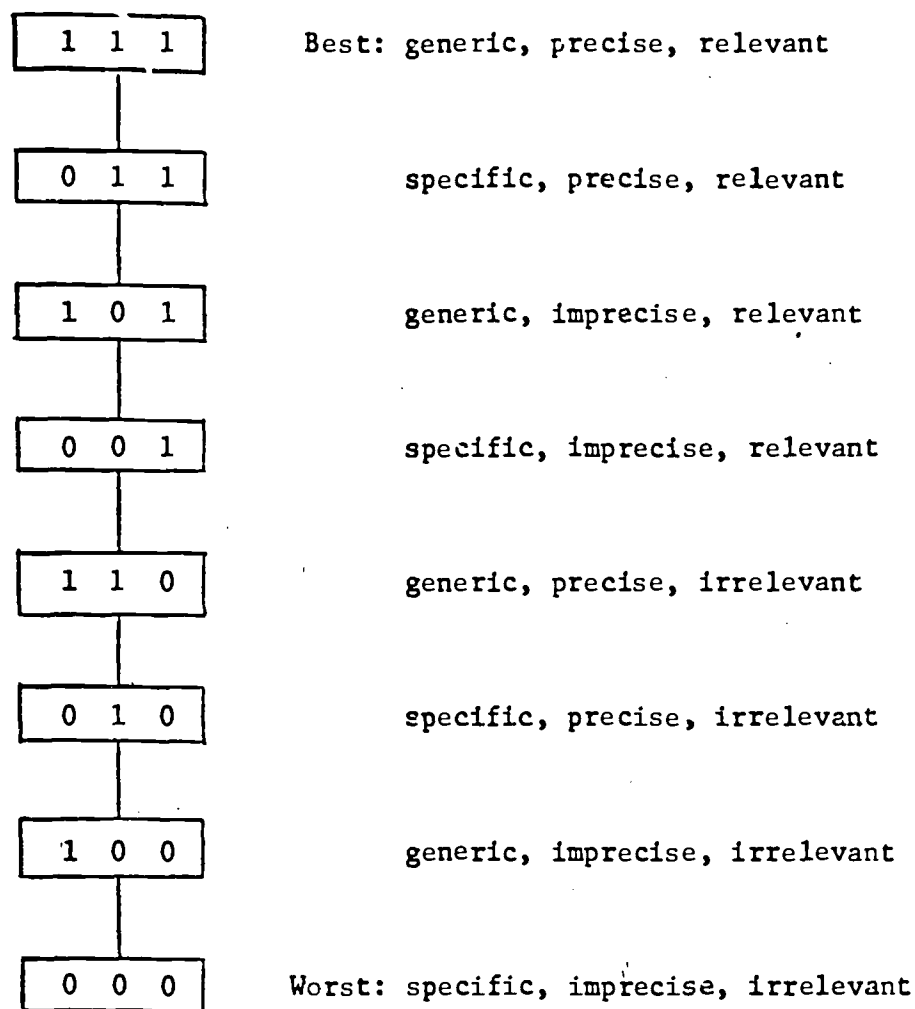 1 1 1 Best: generic, precise, relevant
0 1 1 specific, precise, relevant
1 0 1 generic, imprecise, relevant
0 0 1 specific, imprecise, relevant
1 1 0 generic, precise, irrelevant
0 1 0 specific, precise, irrelevant
1 0 0 generic, imprecise, irrelevant
0 0 0 Worst: specific, imprecise, irrelevant